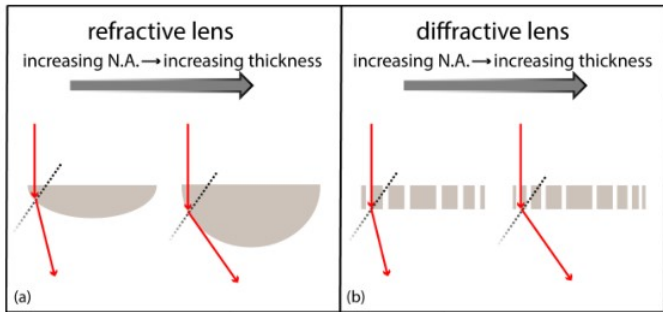 refractive lens
increasing N.A.→increasing thickness
(a)
diffractive lens
increasing N.A.→increasing thickness
(b)